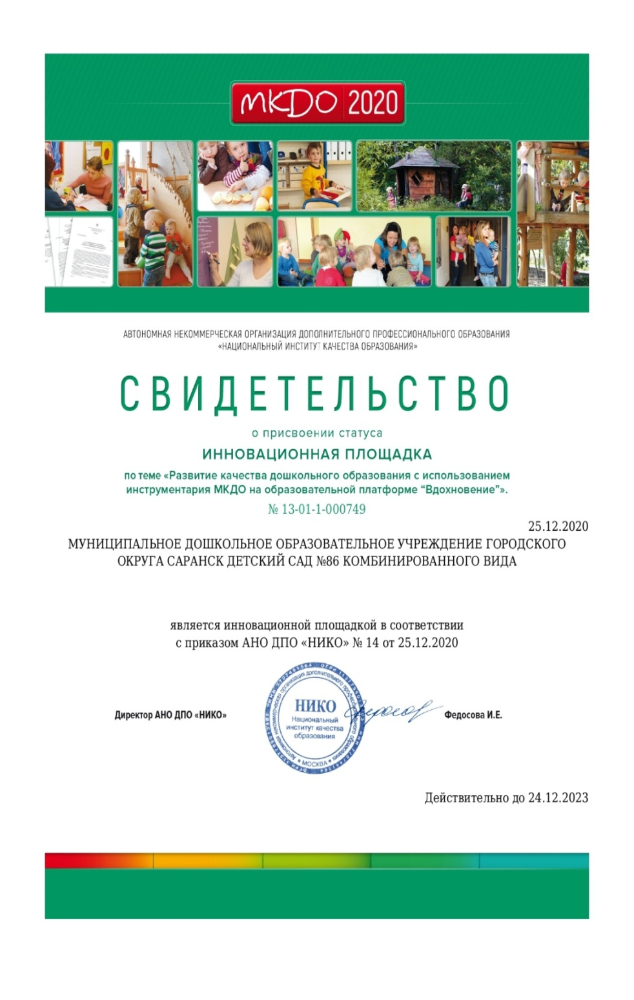 МКДО 2020
АВТОНОМНАЯ НЕКОММЕРЧЕСКАЯ ОРГАНИЗАЦИЯ ДОПОЛНИТЕЛЬНОГО ПРОФЕССИОНАЛЬНОГО ОБРАЗОВАНИЯ
«НАЦИОНАЛЬНЫЙ ИНСТИТУТ КАЧЕСТВА ОБРАЗОВАНИЯ»
СВИДЕТЕЛЬСТВО
о присвоении статуса
ИННОВАЦИОННАЯ ПЛОЩАДКА
по теме «Развитие качества дошкольного образования с использованием
инструментария МКДО на образовательной платформе “Вдохновение”».
№ 13-01-1-000749
25.12.2020
МУНИЦИПАЛЬНОЕ ДОШКОЛЬНОЕ ОБРАЗОВАТЕЛЬНОЕ УЧРЕЖДЕНИЕ ГОРОДСКОГО
ОКРУГА САРАНСК ДЕТСКИЙ САД №86 КОМБИНИРОВАННОГО ВИДА
является инновационной площадкой в соответствии
с приказом АНО ДПО «НИКО» № 14 от 25.12.2020
Директор АНО ДПО «НИКО»
НИКО
Национальный
институт качества
образования
МОСКВА
Федосова И.Е.
Действительно до 24.12.2023